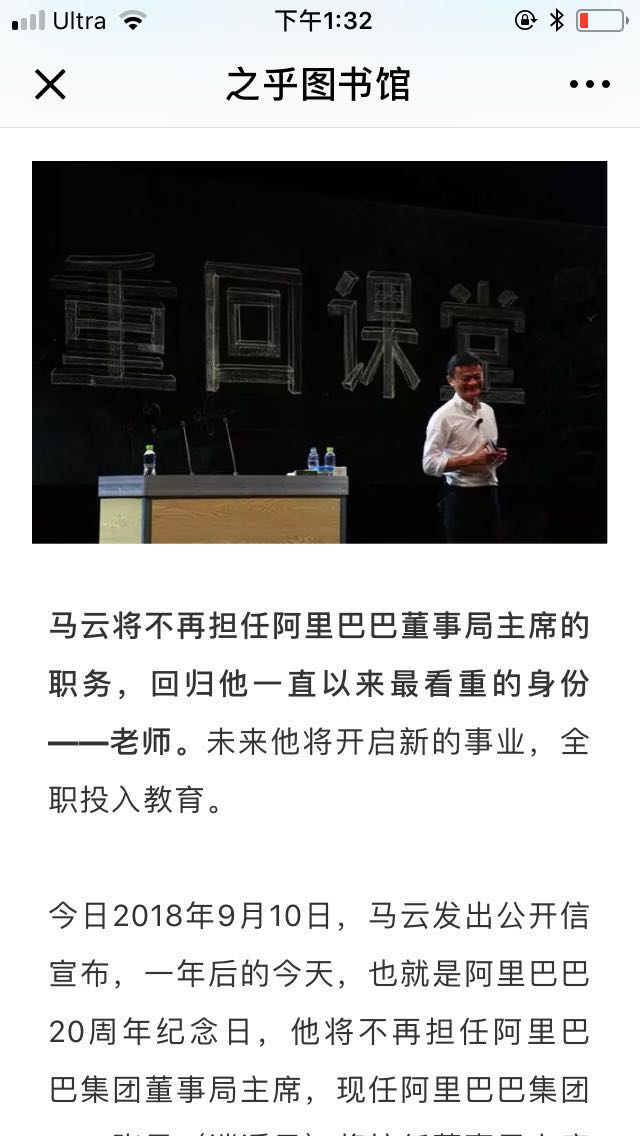 Ultra
下午1:32
之乎图书馆
重回课堂
马云将不再担任阿里巴巴董事局主席的
职务，回归他一直以来最看重的身份
——老师。未来他将开启新的事业，全
职投入教育。
今日2018年9月10日，马云发出公开信
宣布，一年后的今天，也就是阿里巴巴
20周年纪念日，他将不再担任阿里巴
巴集团董事局主席，现任阿里巴巴集团